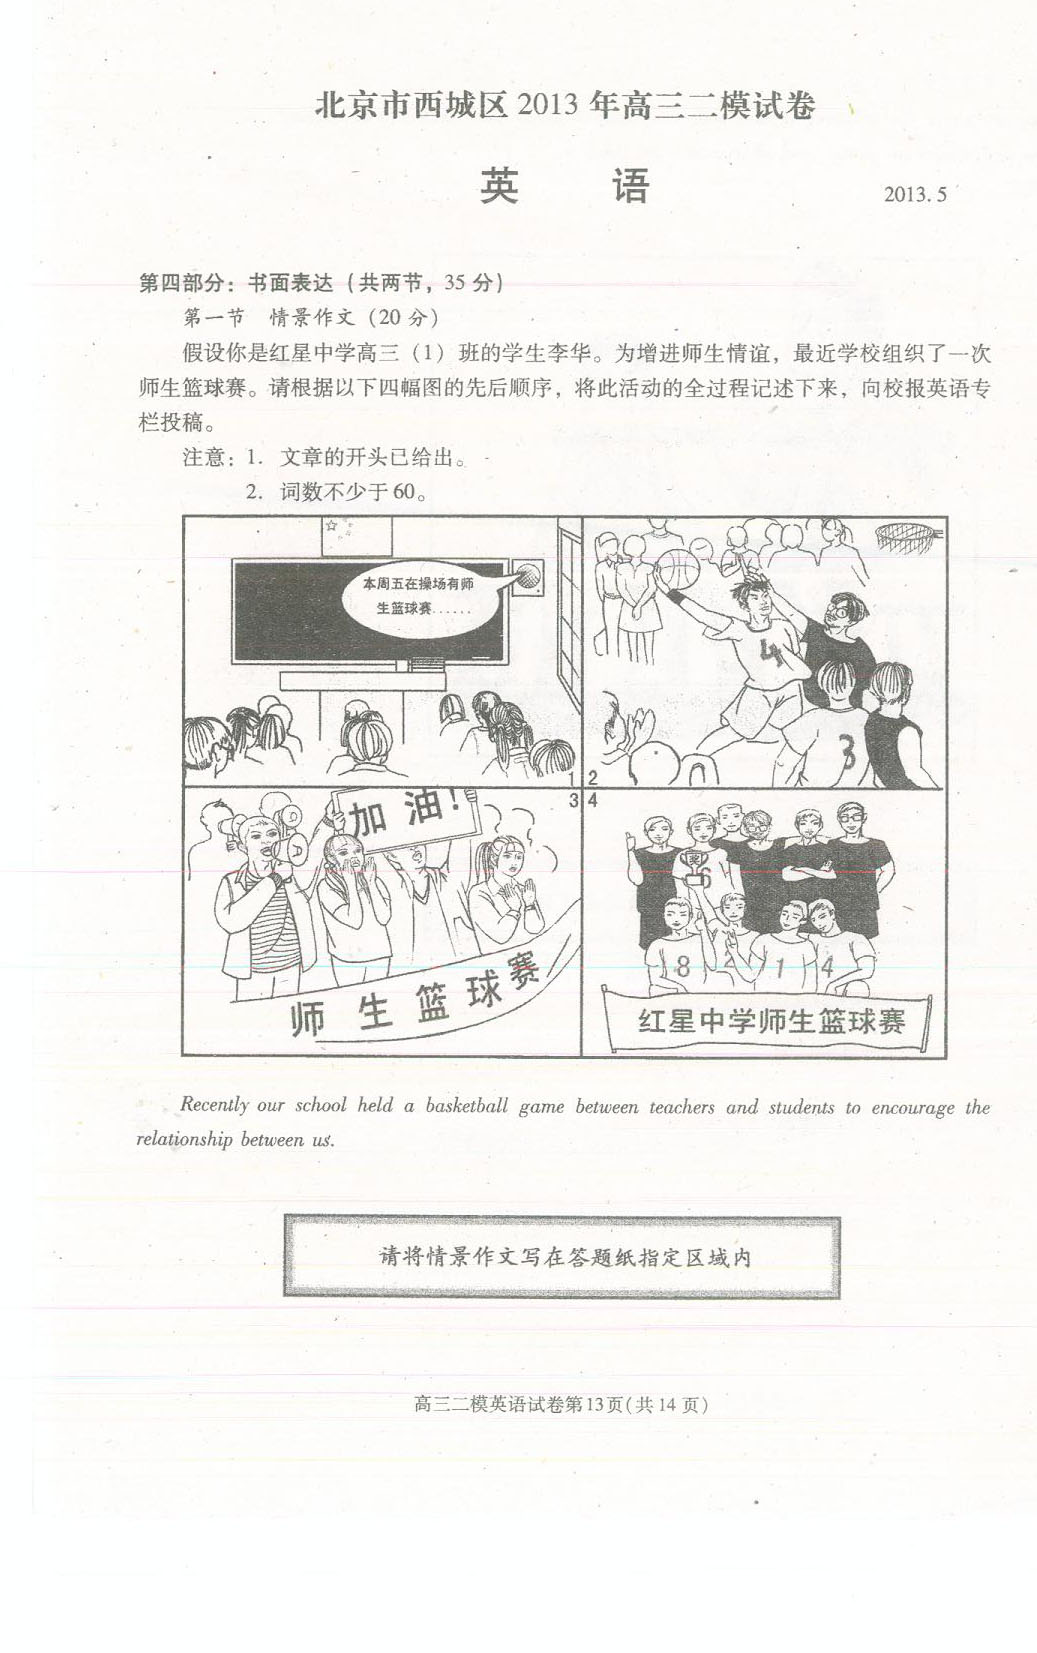 北京市西城区 2013 年高三二模试卷
英 语
2013.5
第四部分：书面表达（共两节，35 分）
第一节 情景作文（20 分）
假设你是红星中学高三（1）班的学生李华。为增进师生情谊，最近学校组织了一次
师生篮球赛。请根据以下四幅图的先后顺序，将此活动的全过程记述下来，向校报英语专
栏投稿。
注意：1. 文章的开头已给出。
2. 词数不少于 60。
本周五在操场有师
生篮球赛......
1
2
4
3
3
加油！
师生篮球赛
4
奖
6
8
2
1
4
红星中学师生篮球赛
Recently our school held a basketball game between teachers and students to encourage the
relationship between us.
请将情景作文写在答题纸指定区域内
高三二模英语试卷第 13 页（共 14 页）